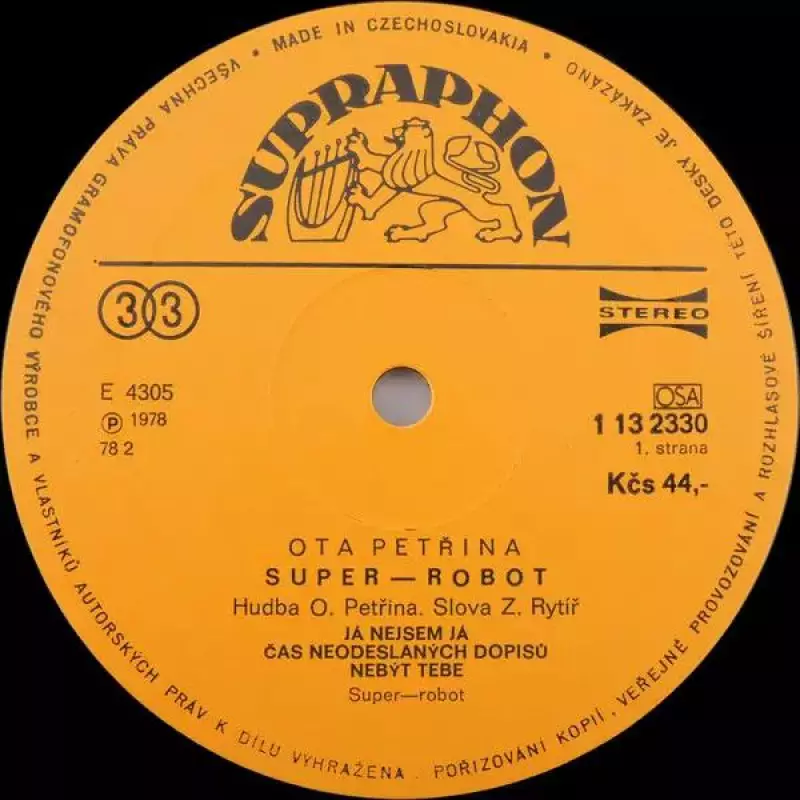 VŠECHNA PRÁVA GRAMOFONOVÉHO VÝROBCE A VLASTNÍKŮ AUTORSKÝCH PRÁV K DÍLU VYHRAŽENA. POŘIZOVÁNÍ KOPIÍ, VEŘEJNÉ PROVOZOVÁNÍ A ROZHLASOVÉ ŠÍŘENÍ TÉTO DESKY JE ZAKÁZÁNO
• MADE IN CZECHOSLOVAKIA •
SUPRAPHON
33
STEREO
E 4305
Ⓟ 1978
78 2
OSA
1 13 2330
1. strana
Kčs 44,-
OTA PETŘINA
SUPER — ROBOT
Hudba O. Petřina. Slova Z. Rytíř
JÁ NEJSEM JÁ
ČAS NEODESLANÝCH DOPISŮ
NEBÝT TEBE
Super—robot